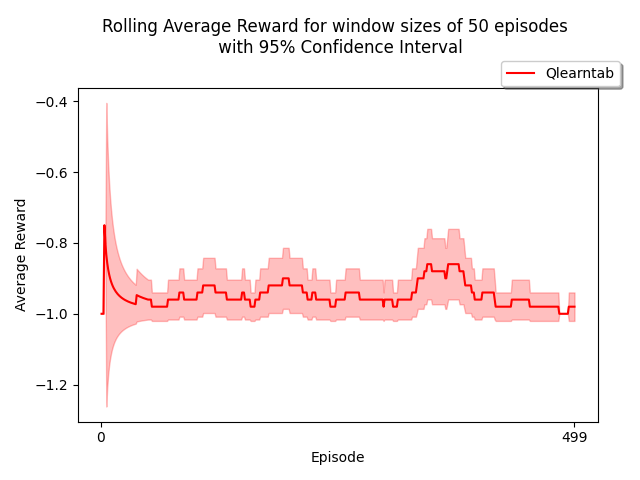 Rolling Average Reward for window sizes of 50 episodes
with 95% Confidence Interval
Qlearntab
−0.4
−0.6
−0.8
−1.0
−1.2
Average Reward
0
499
Episode